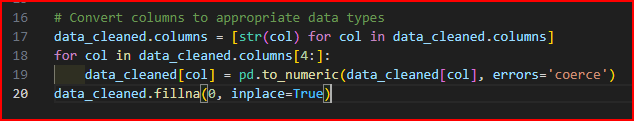 16 # Convert columns to appropriate data types
17 data_cleaned.columns = [str(col) for col in data_cleaned.columns]
18 for col in data_cleaned.columns[4:]:
19     data_cleaned[col] = pd.to_numeric(data_cleaned[col], errors='coerce')
20 data_cleaned.fillna(0, inplace=True)